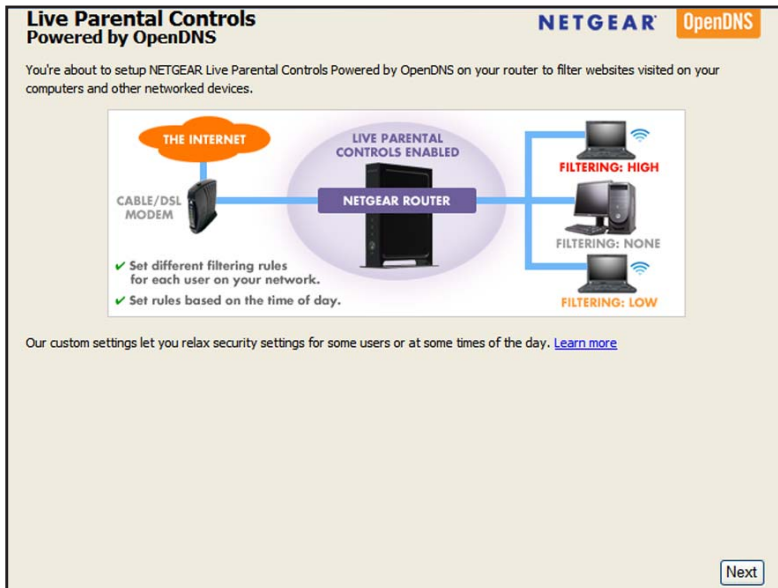 Live Parental Controls
Powered by OpenDNS
NETGEAR
OpenDNS
You're about to setup NETGEAR Live Parental Controls Powered by OpenDNS on your router to filter websites visited on your
computers and other networked devices.
THE INTERNET
CABLE/DSL
MODEM
LIVE PARENTAL
CONTROLS ENABLED
NETGEAR ROUTER
FILTERING: HIGH
FILTERING: NONE
FILTERING: LOW
✔ Set different filtering rules
for each user on your network.
✔ Set rules based on the time of day.
Our custom settings let you relax security settings for some users or at some times of the day. Learn more
Next